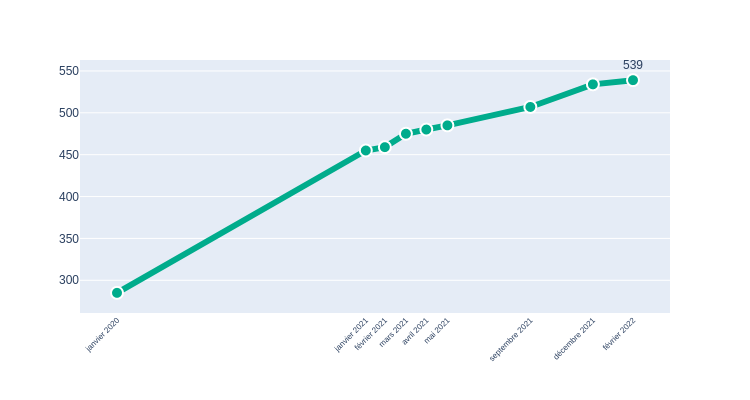 539
550
500
450
400
350
300
janvier 2020
janvier 2021
février 2021
mars 2021
avril 2021
mai 2021
septembre 2021
décembre 2021
février 2022